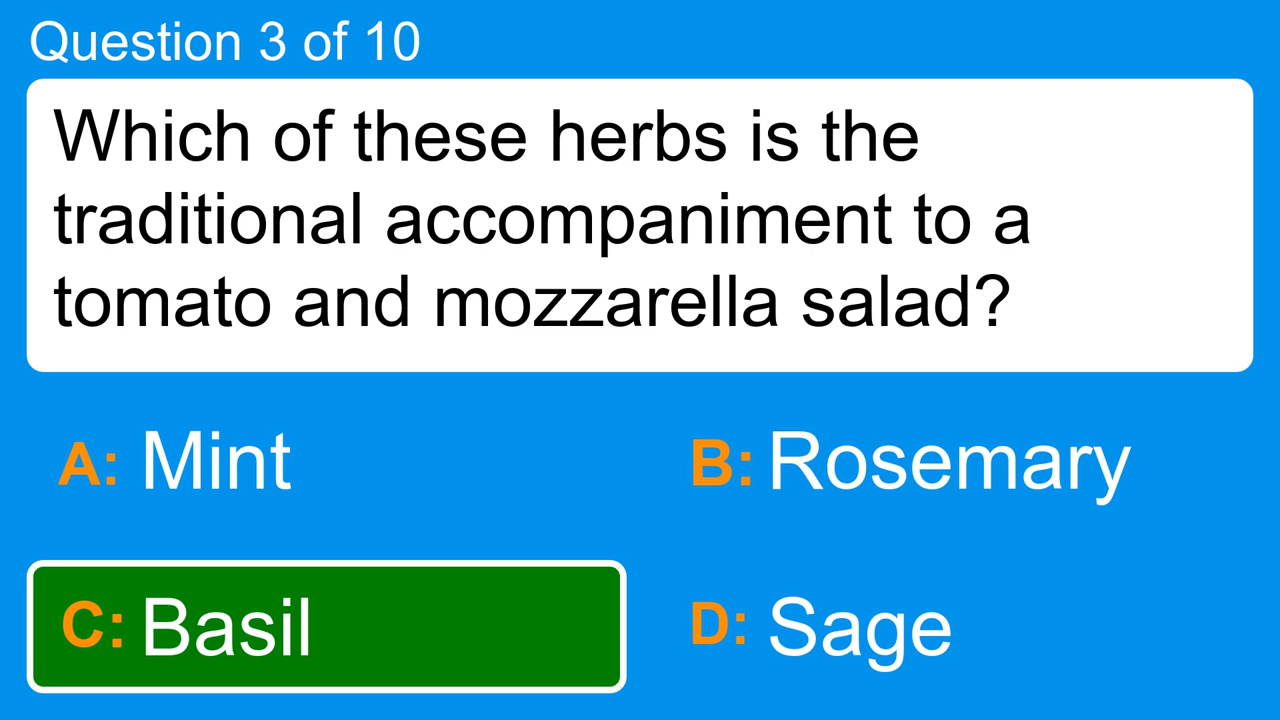 Question 3 of 10
Which of these herbs is the
traditional accompaniment to a
tomato and mozzarella salad?
A: Mint
B: Rosemary
C: Basil
D: Sage